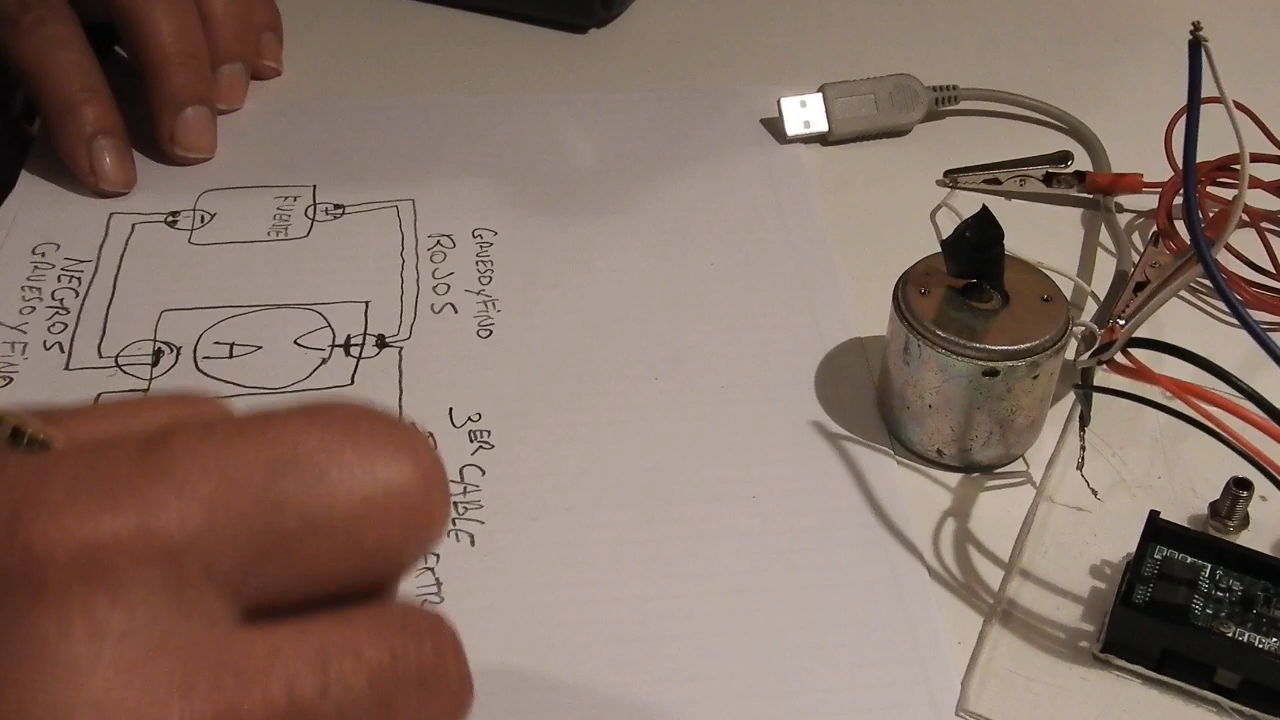 GRUESO y FINO
ROJOS
3ER CABLE
+
FUENTE
-
A
NEGROS
GRUESO y FINO